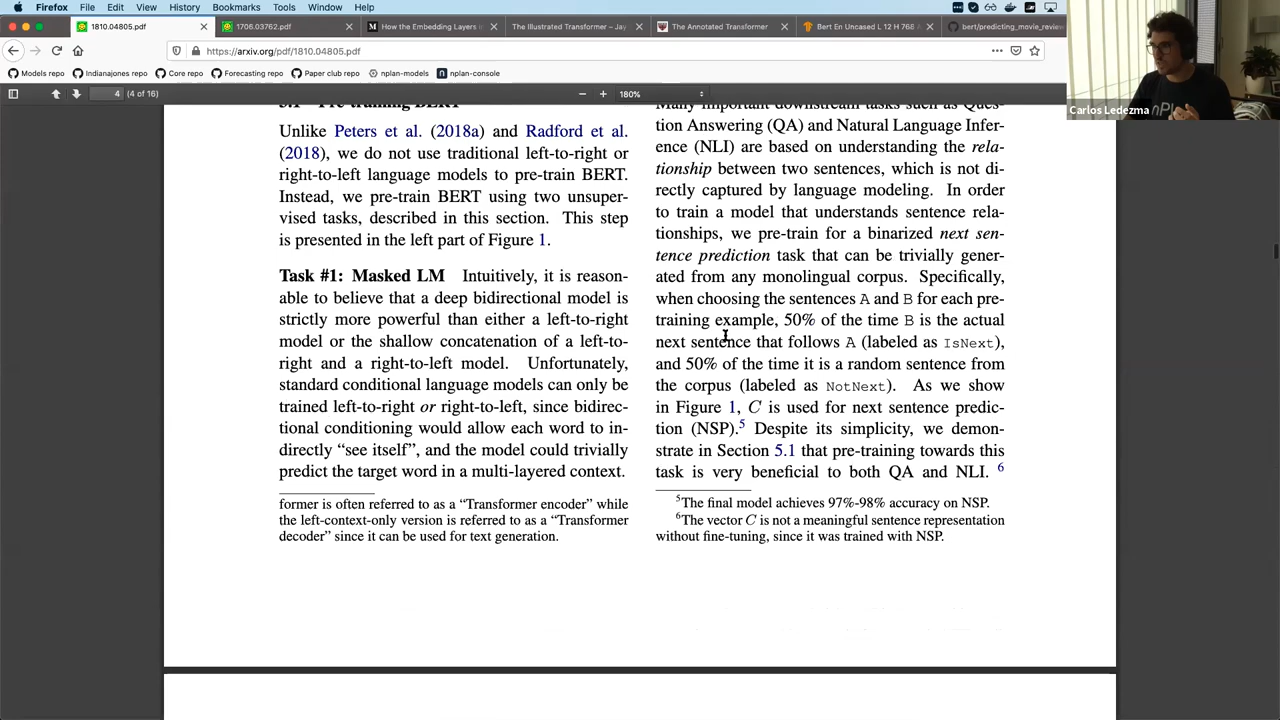 Firefox File Edit View History Bookmarks Tools Window Help
1810.04805.pdf
1706.03762.pdf
How the Embedding Layers i
The Illustrated Transformer – Jay
The Annotated Transformer
Bert En Uncased L 12 H 768 A
bert/predicting_movie_review
https://arxiv.org/pdf/1810.04805.pdf
Models repo Indianajones repo Core repo Forecasting repo Paper club repo nplan-models nplan-console
4 (4 of 16)
180%
Carlos Ledezma
3.1 Pre-training BERT
Unlike Peters et al. (2018a) and Radford et al.
(2018), we do not use traditional left-to-right or
right-to-left language models to pre-train BERT.
Instead, we pre-train BERT using two unsuper-
vised tasks, described in this section. This step
is presented in the left part of Figure 1.
Task #1: Masked LM Intuitively, it is reason-
able to believe that a deep bidirectional model is
strictly more powerful than either a left-to-right
model or the shallow concatenation of a left-to-
right and a right-to-left model. Unfortunately,
standard conditional language models can only be
trained left-to-right or right-to-left, since bidirec-
tional conditioning would allow each word to in-
directly “see itself”, and the model could trivially
predict the target word in a multi-layered context.
former is often referred to as a “Transformer encoder” while
the left-context-only version is referred to as a “Transformer
decoder” since it can be used for text generation.
Many important downstream tasks such as Ques-
tion Answering (QA) and Natural Language Infer-
ence (NLI) are based on understanding the rela-
tionship between two sentences, which is not di-
rectly captured by language modeling. In order
to train a model that understands sentence rela-
tionships, we pre-train for a binarized next sen-
tence prediction task that can be trivially gener-
ated from any monolingual corpus. Specifically,
when choosing the sentences A and B for each pre-
training example, 50% of the time B is the actual
next sentence that follows A (labeled as IsNext),
and 50% of the time it is a random sentence from
the corpus (labeled as NotNext). As we show
in Figure 1, C is used for next sentence predic-
tion (NSP).5 Despite its simplicity, we demon-
strate in Section 5.1 that pre-training towards this
task is very beneficial to both QA and NLI. 6
5The final model achieves 97%-98% accuracy on NSP.
6The vector C is not a meaningful sentence representation
without fine-tuning, since it was trained with NSP.